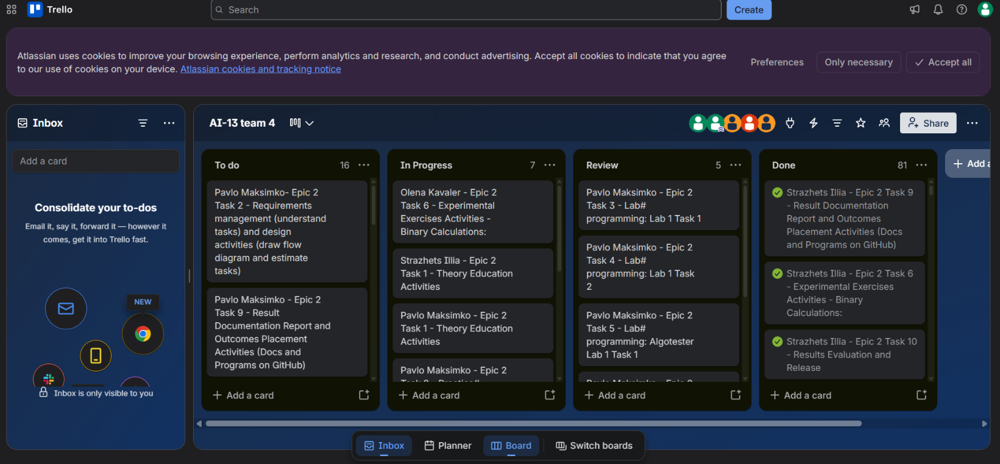 Trello
Search
Create
Atlassian uses cookies to improve your browsing experience, perform analytics and research, and conduct advertising. Accept all cookies to indicate that you agree
to our use of cookies on your device. Atlassian cookies and tracking notice
Preferences
Only necessary
Accept all
Inbox
Add a card
Consolidate your to-dos
Email it, say it, forward it — however it
comes, get it into Trello fast.
NEW
Inbox is only visible to you
AI-13 team 4
Share
To do
16
Pavlo Maksimko- Epic 2
Task 2 - Requirements
management (understand
tasks) and design
activities (draw flow
diagram and estimate
tasks)
Pavlo Maksimko - Epic 2
Task 9 - Result
Documentation Report and
Outcomes Placement
Activities (Docs and
Programs on GitHub)
Add a card
In Progress
7
Olena Kavaler - Epic 2
Task 6 - Experimental
Exercises Activities -
Binary Calculations:
Strazhets Illia - Epic 2
Task 1 - Theory Education
Activities
Pavlo Maksimko - Epic 2
Task 1 - Theory Education
Activities
Pavlo Maksimko - Epic 2
Add a card
Review
5
Pavlo Maksimko - Epic 2
Task 3 - Lab#
programming: Lab 1 Task 1
Pavlo Maksimko - Epic 2
Task 4 - Lab#
programming: Lab 1 Task
2
Pavlo Maksimko - Epic 2
Task 5 - Lab#
programming: Algotester
Lab 1 Task 1
Add a card
Done
81
Strazhets Illia - Epic 2 Task 9
- Result Documentation
Report and Outcomes
Placement Activities (Docs
and Programs on GitHub)
Strazhets Illia - Epic 2 Task 6
- Experimental Exercises
Activities - Binary
Calculations:
Strazhets Illia - Epic 2 Task 10
- Results Evaluation and
Release
Add a card
Add
Inbox
Planner
Board
Switch boards